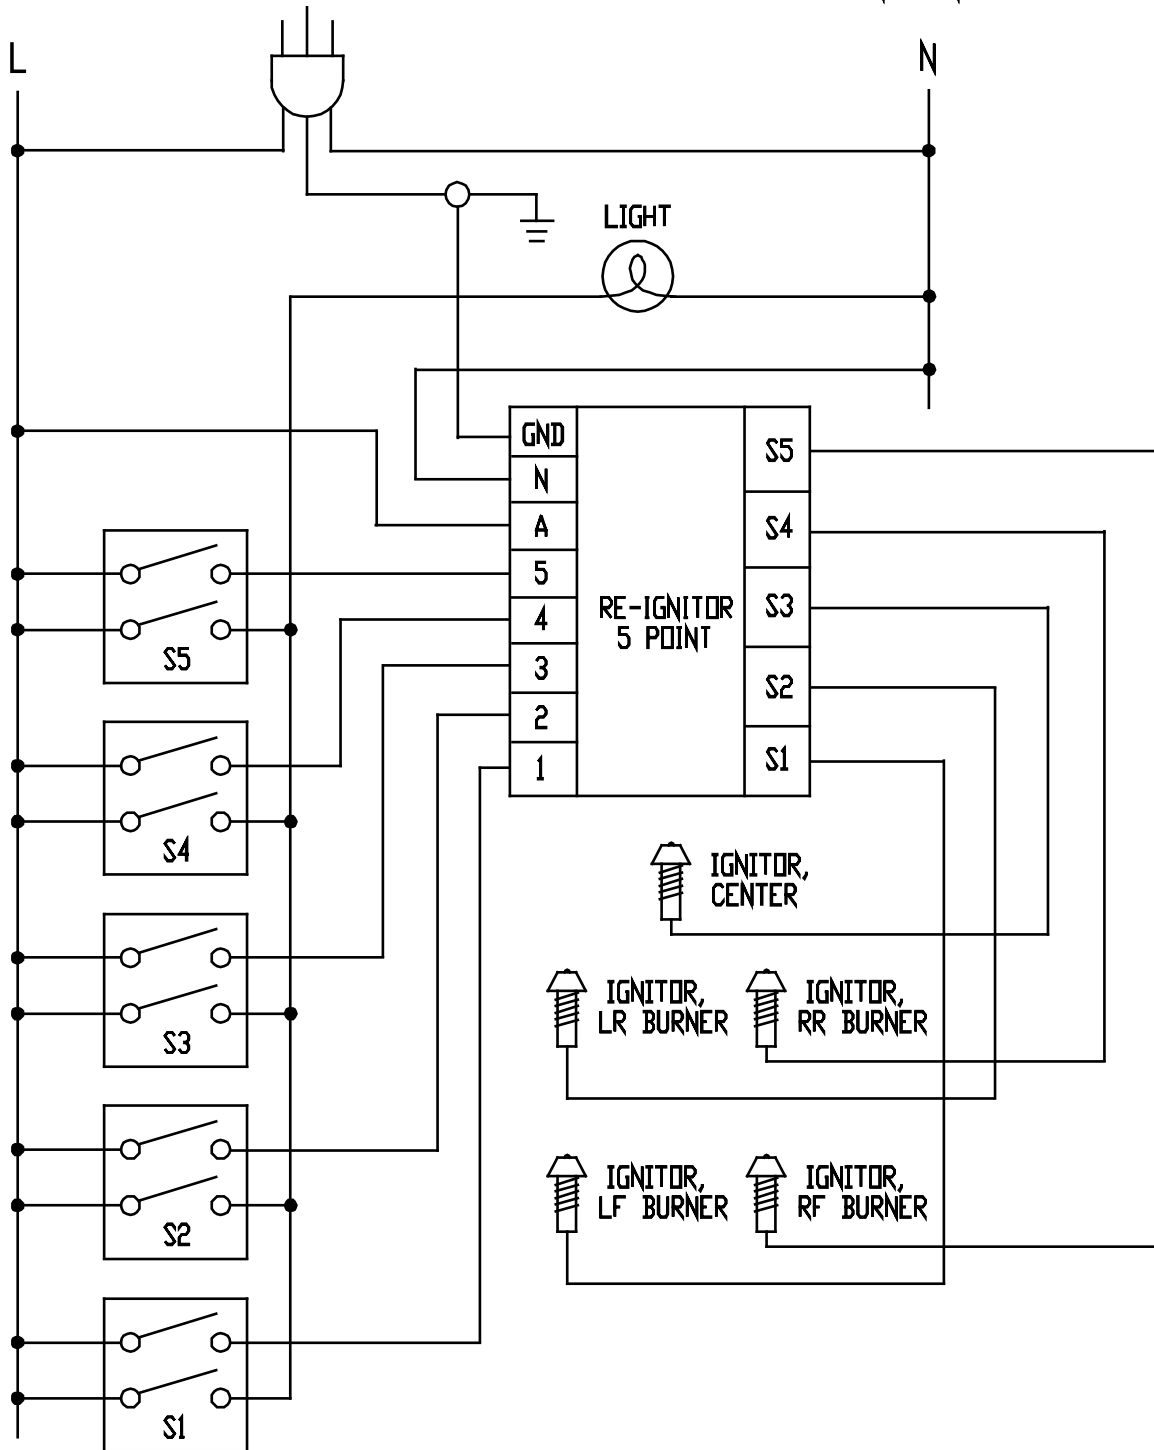 L
N
LIGHT
GND
N
A
5
4
3
2
1
RE-IGNITOR
5 POINT
S5
S4
S3
S2
S1
S5
S4
S3
S2
S1
IGNITOR,
CENTER
IGNITOR,
LR BURNER
IGNITOR,
RR BURNER
IGNITOR,
LF BURNER
IGNITOR,
RF BURNER